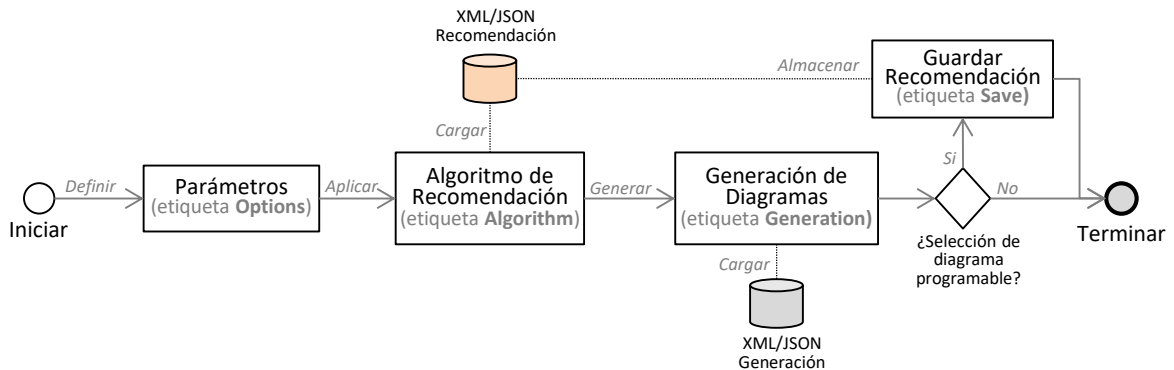 XML/JSON
Recomendación
Almacenar
Guardar
Recomendación
(etiqueta Save)
Cargar
Si
Definir
Parámetros
(etiqueta Options)
Aplicar
Algoritmo de
Recomendación
(etiqueta Algorithm)
Generar
Generación de
Diagramas
(etiqueta Generation)
No
Iniciar
Terminar
¿Selección de
diagrama
programable?
Cargar
XML/JSON
Generación